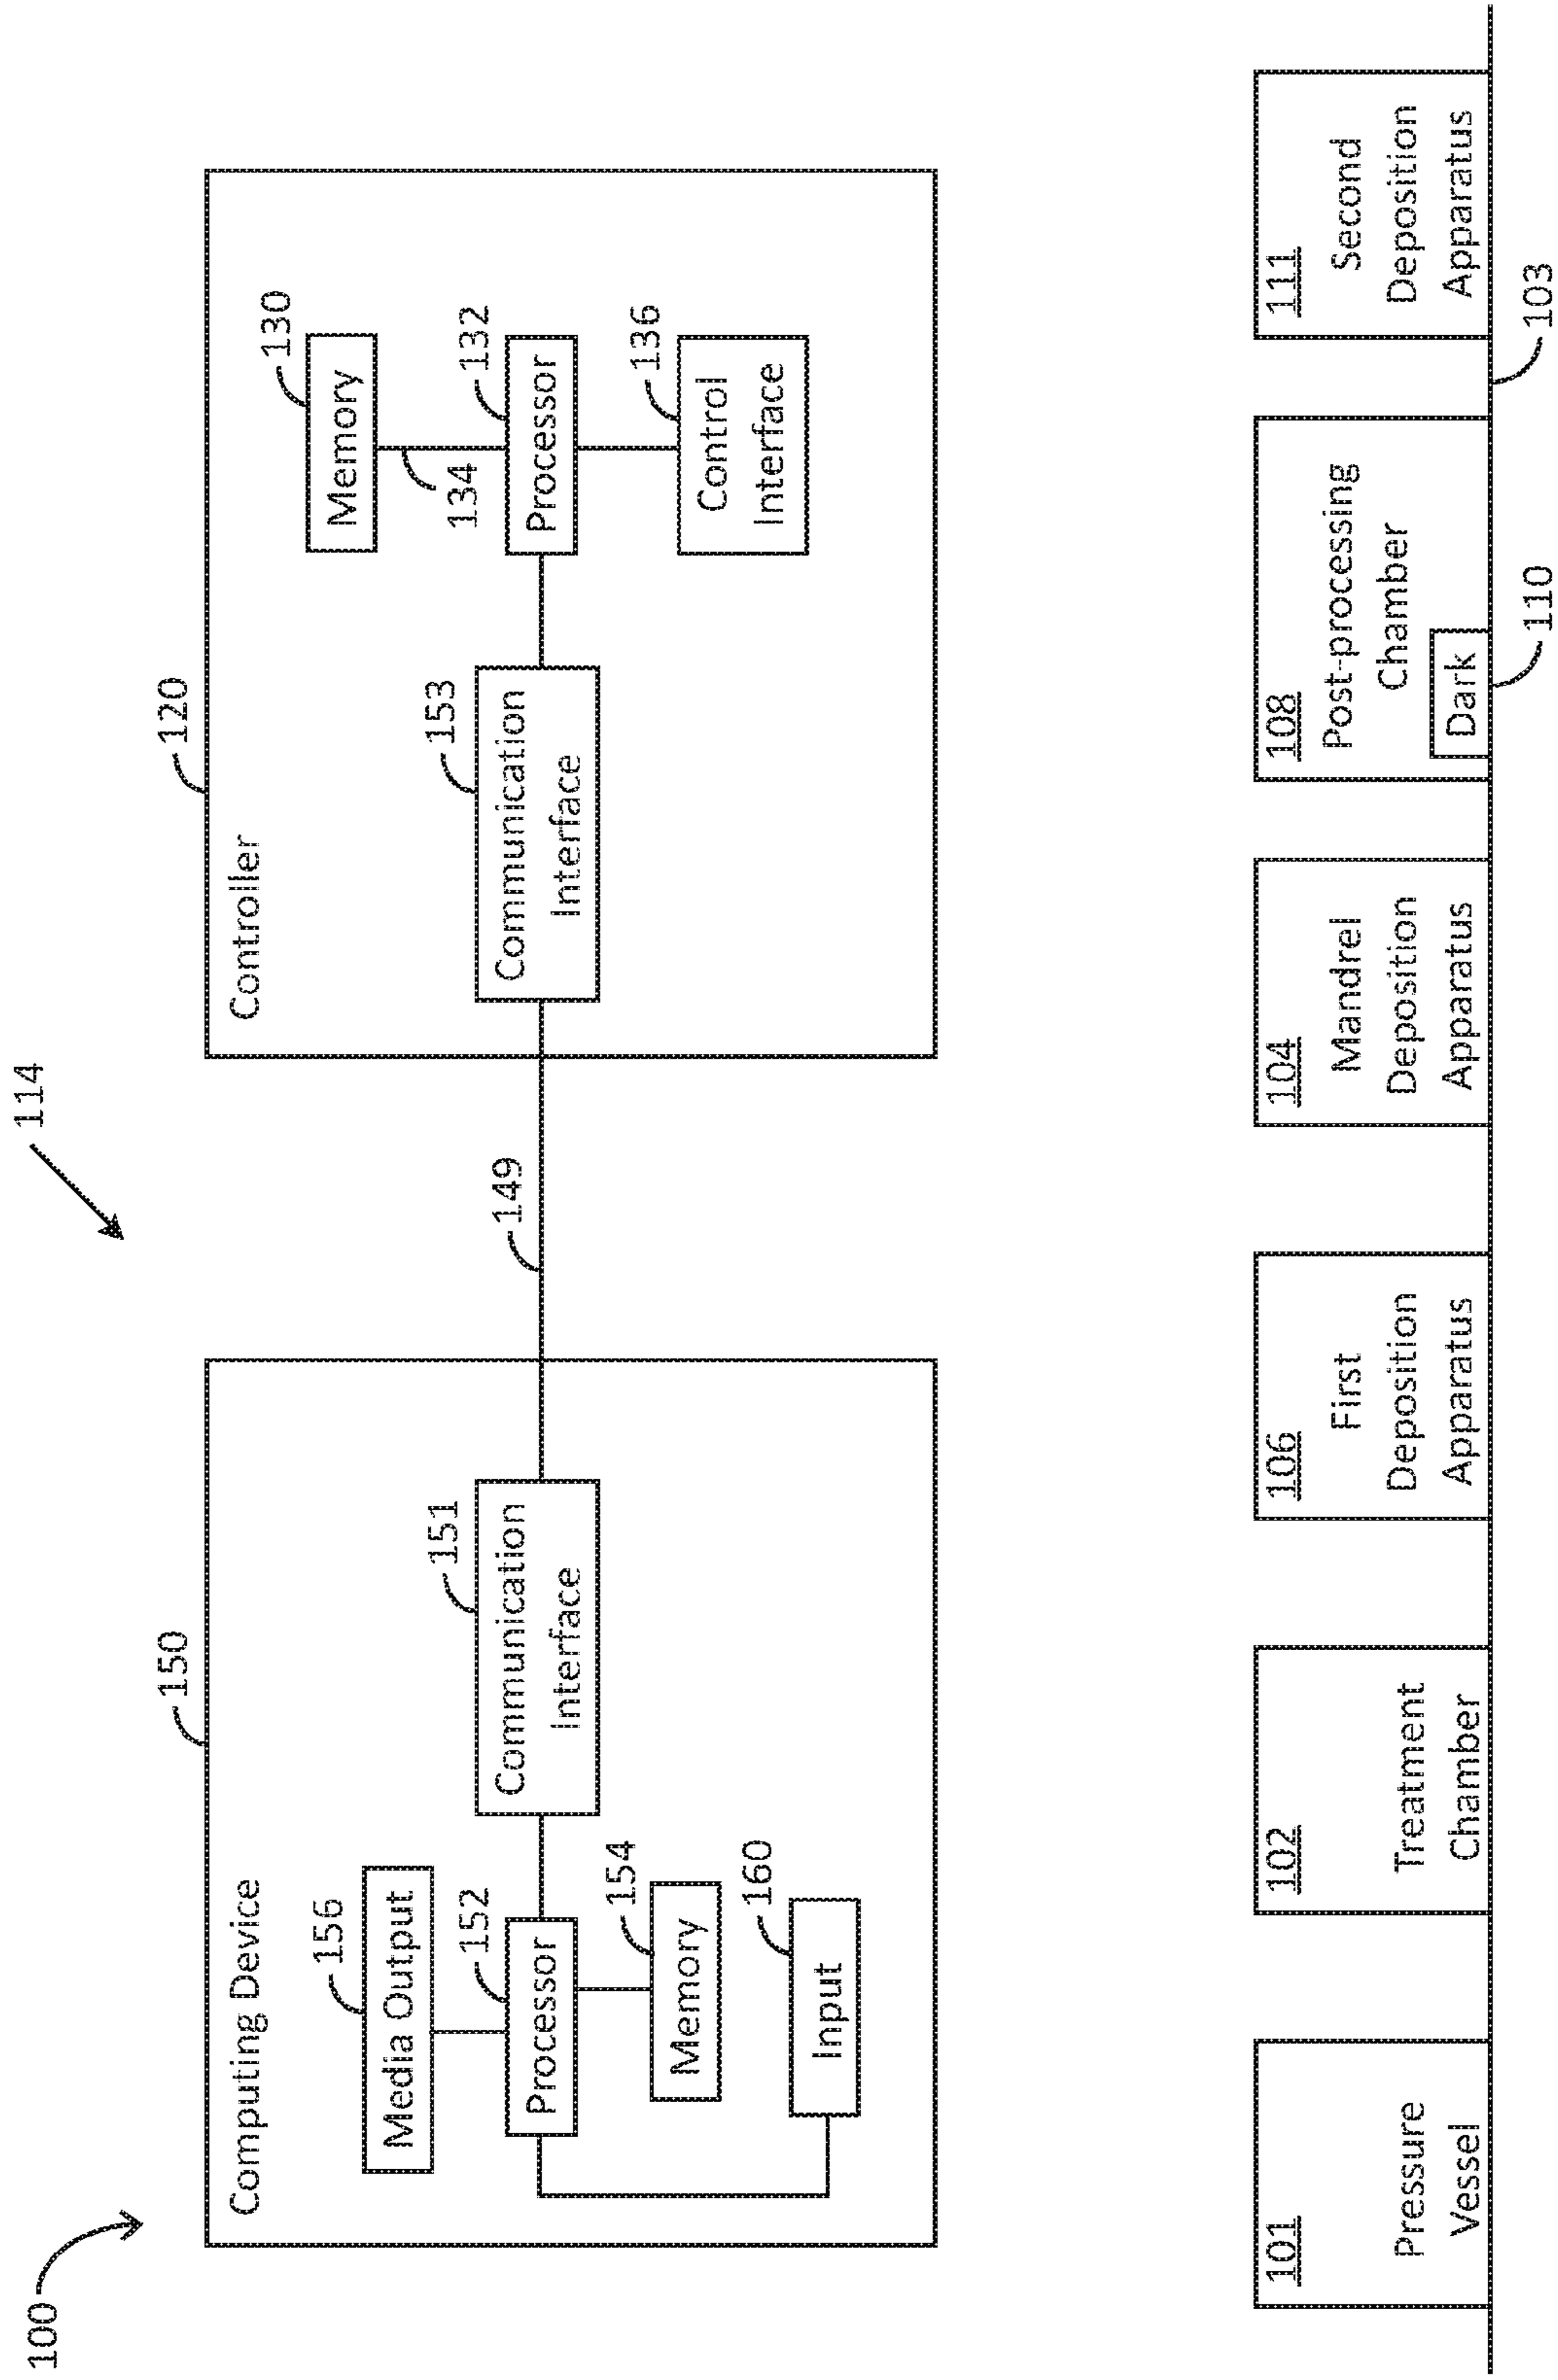 100
114
Computing Device
150
156
Media Output
152
Processor
154
Memory
160
Input
151
Communication
Interface
149
Controller
120
153
Communication
Interface
130
Memory
134
132
Processor
136
Control
Interface
101
Pressure
Vessel
102
Treatment
Chamber
106
First
Deposition
Apparatus
104
Mandrel
Deposition
Apparatus
108
Post-processing
Chamber
Dark
110
111
Second
Deposition
Apparatus
103